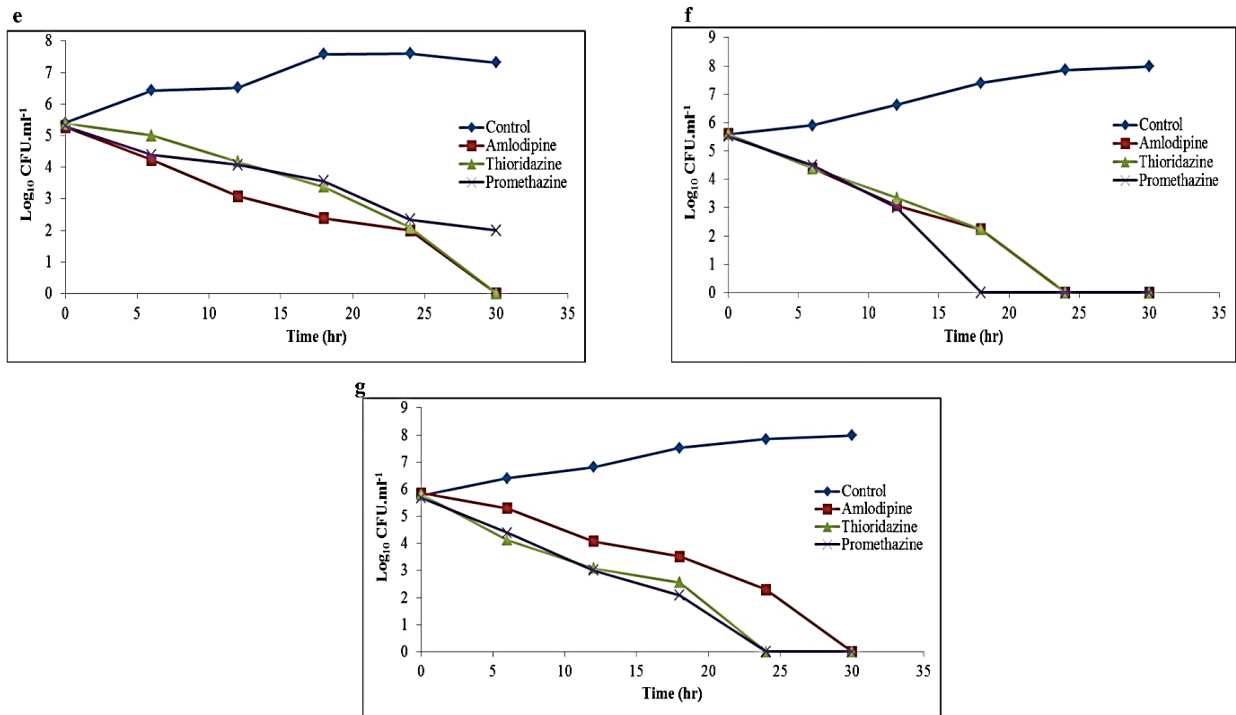 e
8
7
6
5
4
3
2
1
0
Log₁₀ CFU.ml⁻¹
Control
Amlodipine
Thioridazine
Promethazine
0 5 10 15 20 25 30 35
Time (hr)
f
9
8
7
6
5
4
3
2
1
0
Log₁₀ CFU.ml⁻¹
Control
Amlodipine
Thioridazine
Promethazine
0 5 10 15 20 25 30 35
Time (hr)
g
9
8
7
6
5
4
3
2
1
0
Log₁₀ CFU.ml⁻¹
Control
Amlodipine
Thioridazine
Promethazine
0 5 10 15 20 25 30 35
Time (hr)